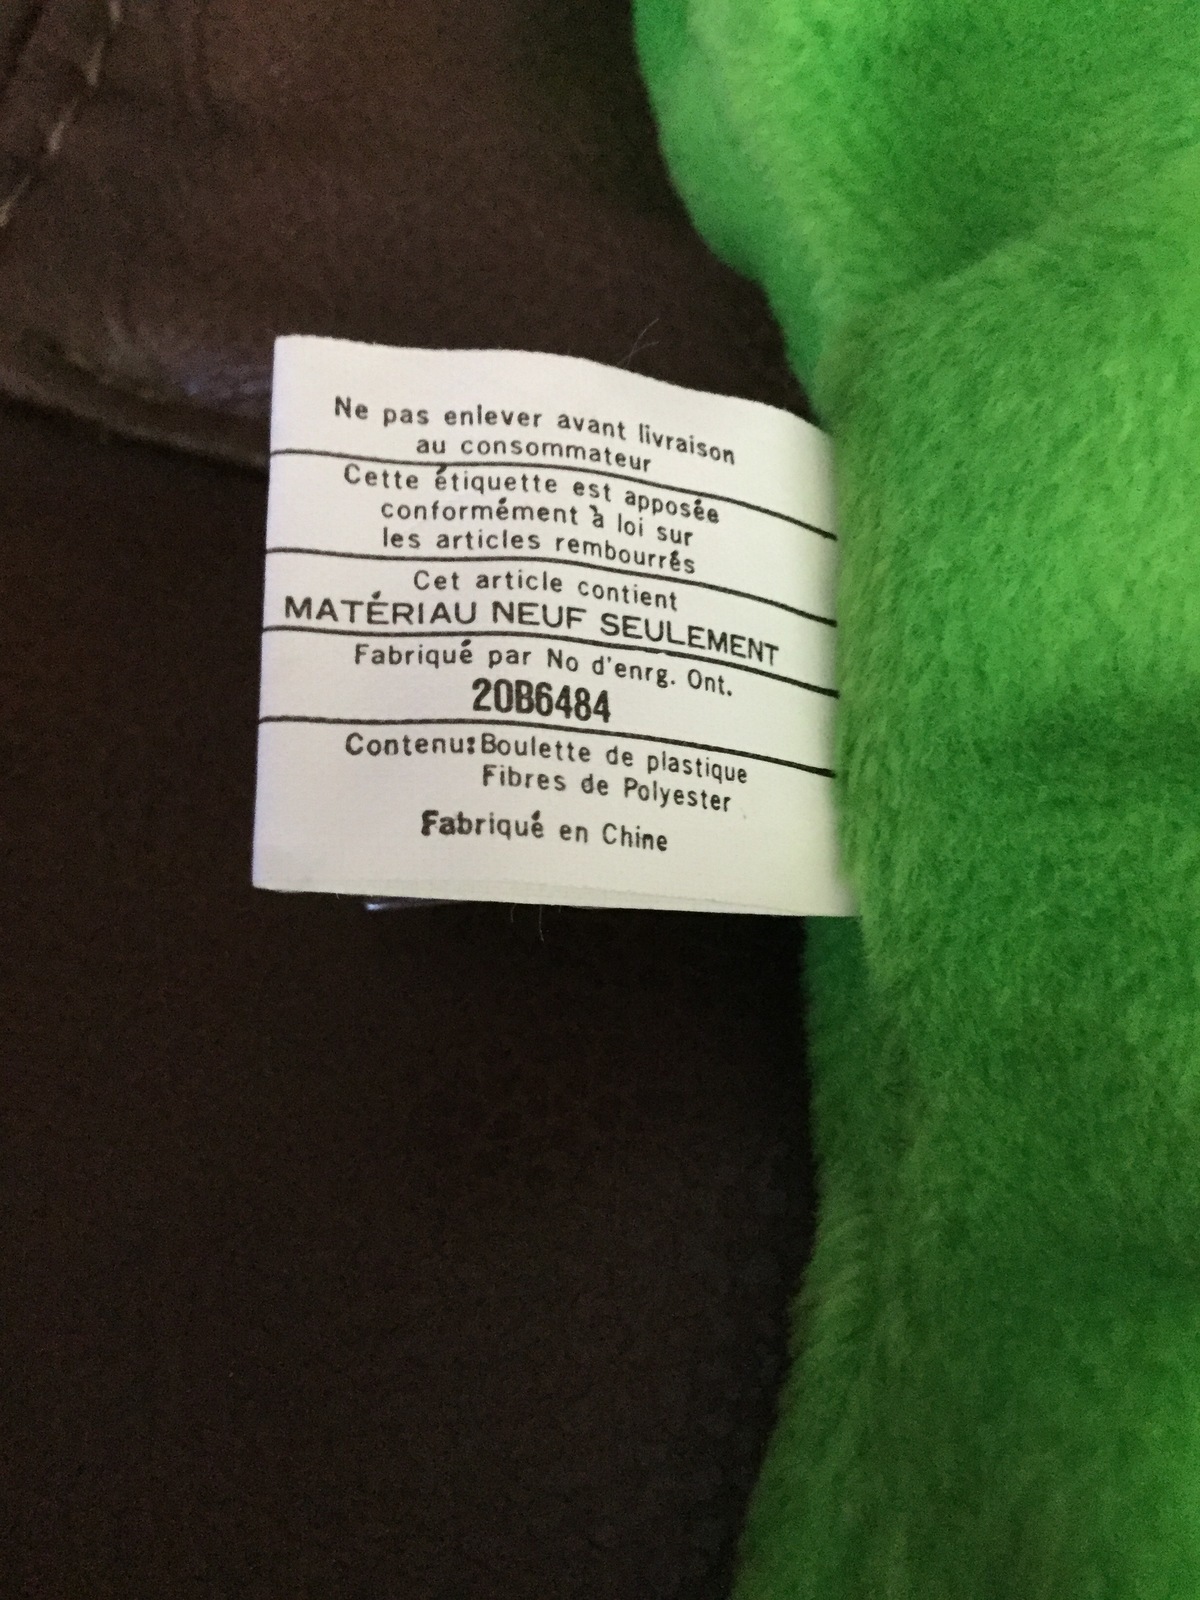 Ne pas enlever avant livraison
au consommateur
Cette étiquette est apposée
conformément à loi sur
les articles rembourrés
Cet article contient
MATÉRIAU NEUF SEULEMENT
Fabriqué par No d'enrg. Ont.
20B6484
Contenu: Boulette de plastique
Fibres de Polyester
Fabriqué en Chine